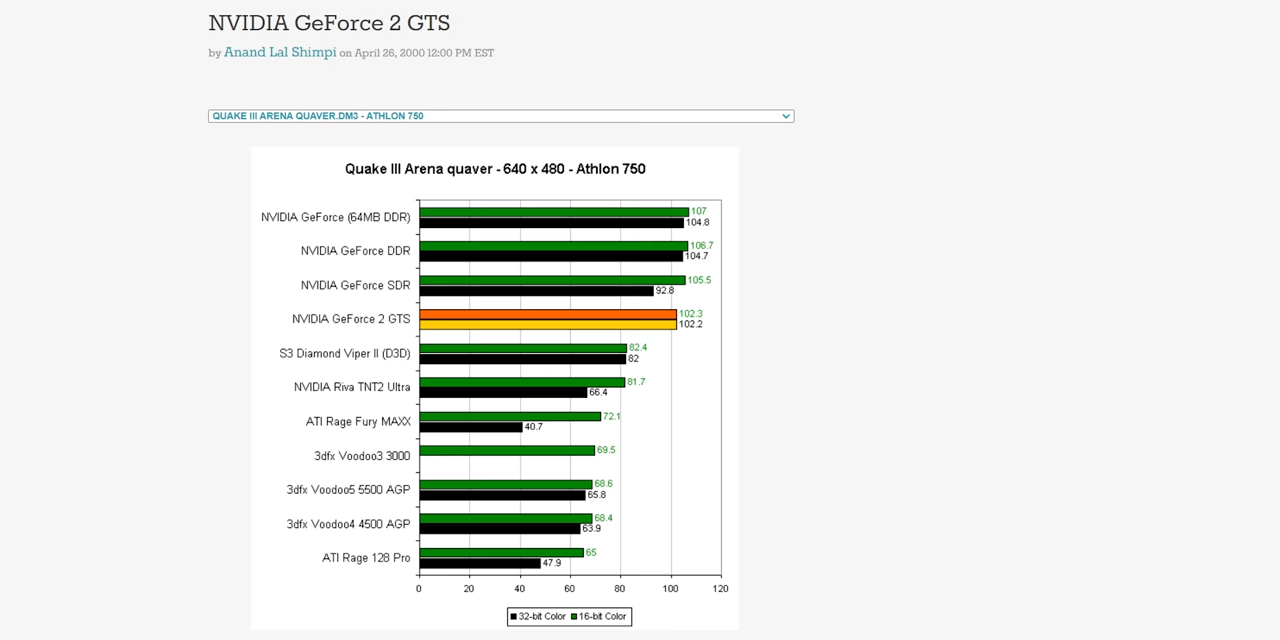 NVIDIA GeForce 2 GTS
by Anand Lal Shimpi on April 26, 2000 12:00 PM EST
QUAKE III ARENA QUAVER.DM3 - ATHLON 750
Quake III Arena quaver - 640 x 480 - Athlon 750
NVIDIA GeForce (64MB DDR) 107
104.8
NVIDIA GeForce DDR 106.7
104.7
NVIDIA GeForce SDR 105.5
92.8
NVIDIA GeForce 2 GTS 102.3
102.2
S3 Diamond Viper II (D3D) 82.4
82
NVIDIA Riva TNT2 Ultra 81.7
66.4
ATI Rage Fury MAXX 72.1
40.7
3dfx Voodoo3 3000 69.5
3dfx Voodoo5 5500 AGP 68.6
65.8
3dfx Voodoo4 4500 AGP 68.4
63.9
ATI Rage 128 Pro 65
47.9
0 20 40 60 80 100 120
32-bit Color 16-bit Color